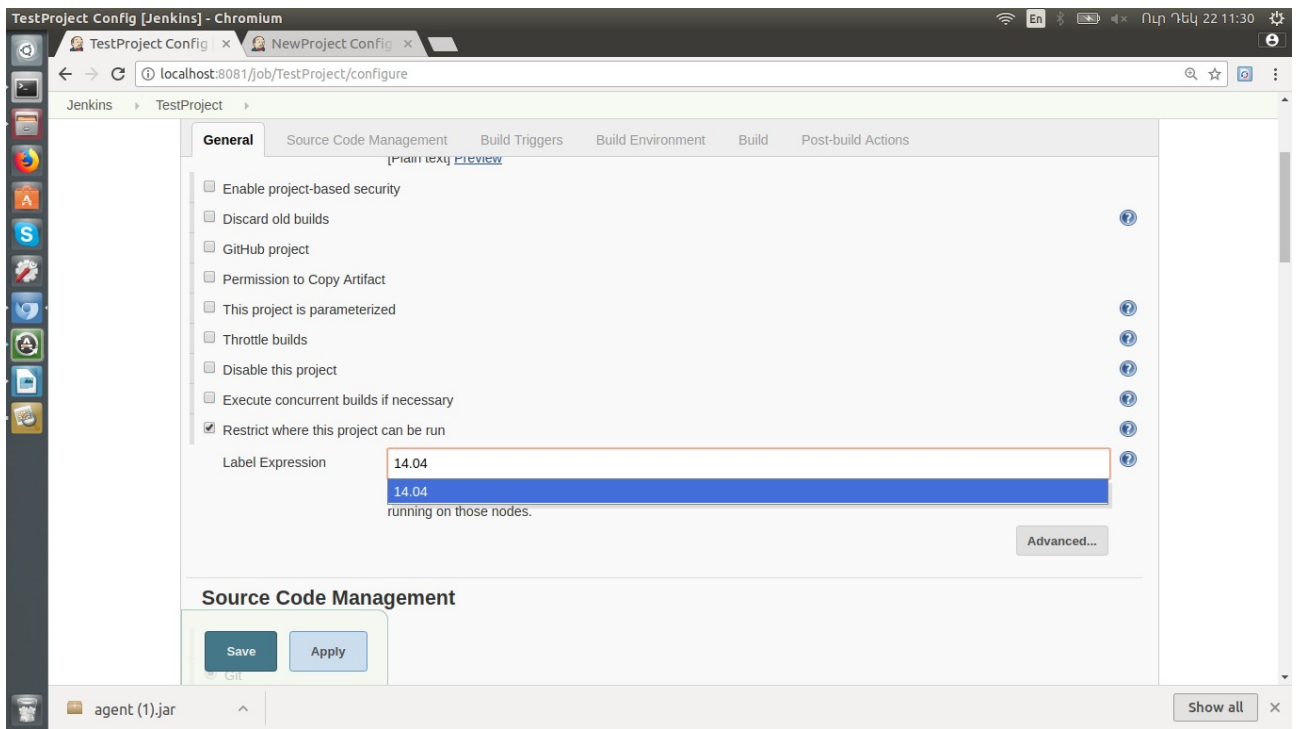 TestProject Config [Jenkins] - Chromium
En
Ուր Դեկ 22 11:30
TestProject Config
NewProject Config
localhost:8081/job/TestProject/configure
Jenkins
TestProject
General
Source Code Management
Build Triggers
Build Environment
Build
Post-build Actions
[Plain text] Preview
Enable project-based security
Discard old builds
GitHub project
Permission to Copy Artifact
This project is parameterized
Throttle builds
Disable this project
Execute concurrent builds if necessary
Restrict where this project can be run
Label Expression
14.04
14.04
running on those nodes.
Advanced...
Source Code Management
Save
Apply
Git
agent (1).jar
Show all